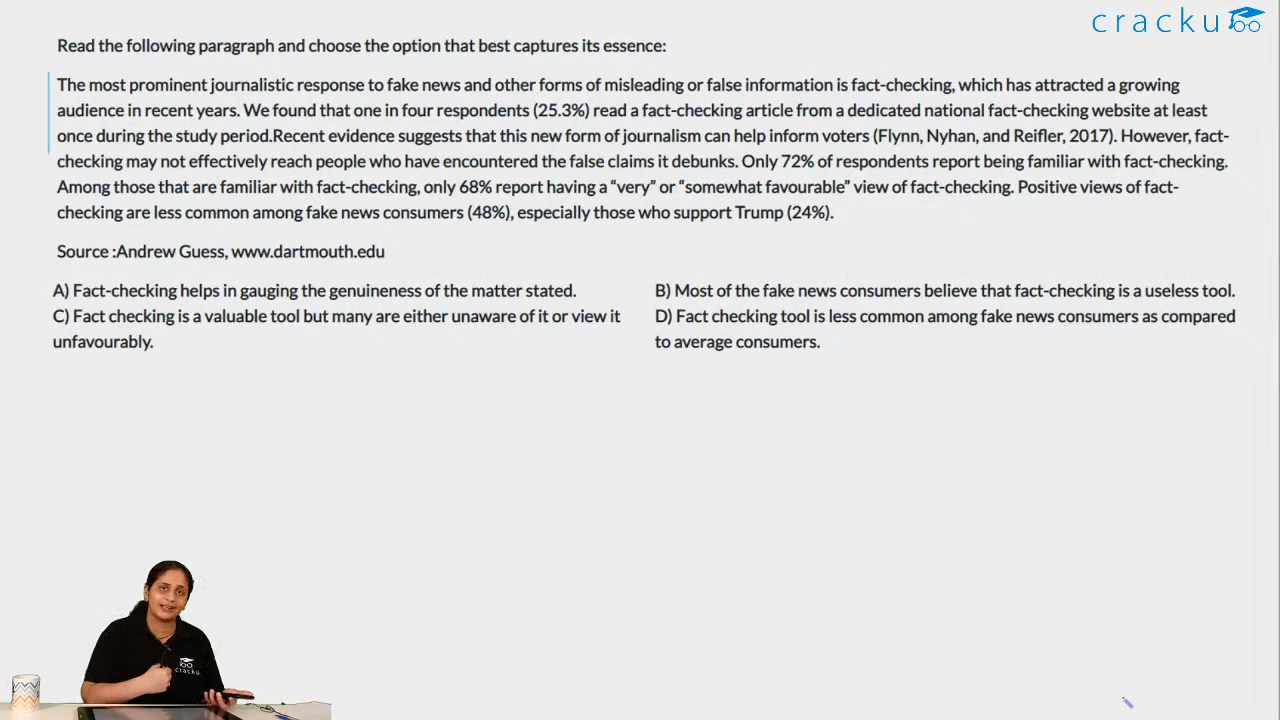 cracku
Read the following paragraph and choose the option that best captures its essence:
The most prominent journalistic response to fake news and other forms of misleading or false information is fact-checking, which has attracted a growing
audience in recent years. We found that one in four respondents (25.3%) read a fact-checking article from a dedicated national fact-checking website at least
once during the study period.Recent evidence suggests that this new form of journalism can help inform voters (Flynn, Nyhan, and Reifler, 2017). However, fact-
checking may not effectively reach people who have encountered the false claims it debunks. Only 72% of respondents report being familiar with fact-checking.
Among those that are familiar with fact-checking, only 68% report having a “very” or “somewhat favourable” view of fact-checking. Positive views of fact-
checking are less common among fake news consumers (48%), especially those who support Trump (24%).
Source :Andrew Guess, www.dartmouth.edu
A) Fact-checking helps in gauging the genuineness of the matter stated.
B) Most of the fake news consumers believe that fact-checking is a useless tool.
C) Fact checking is a valuable tool but many are either unaware of it or view it
unfavourably.
D) Fact checking tool is less common among fake news consumers as compared
to average consumers.
cracku